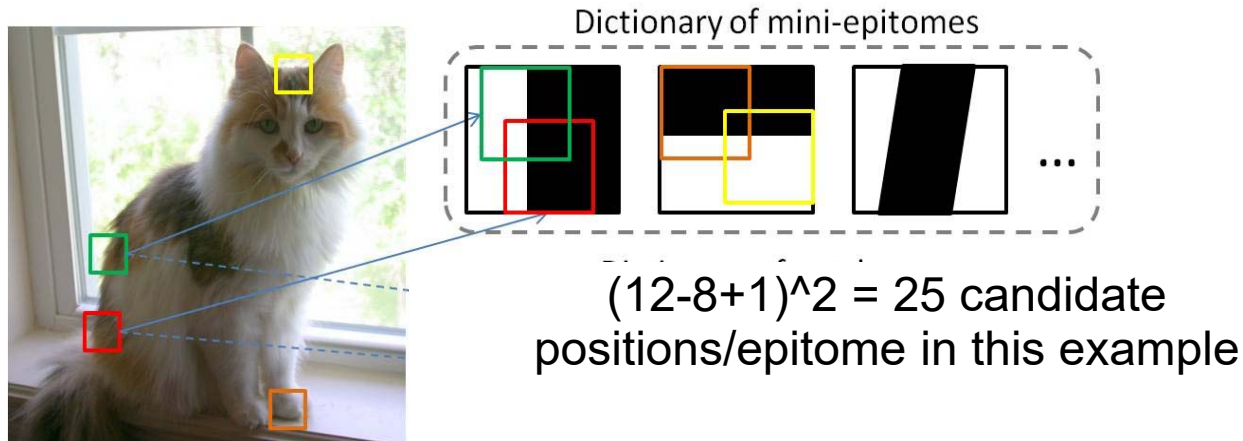 Dictionary of mini-epitomes
...
(12-8+1)^2 = 25 candidate
positions/epitome in this example